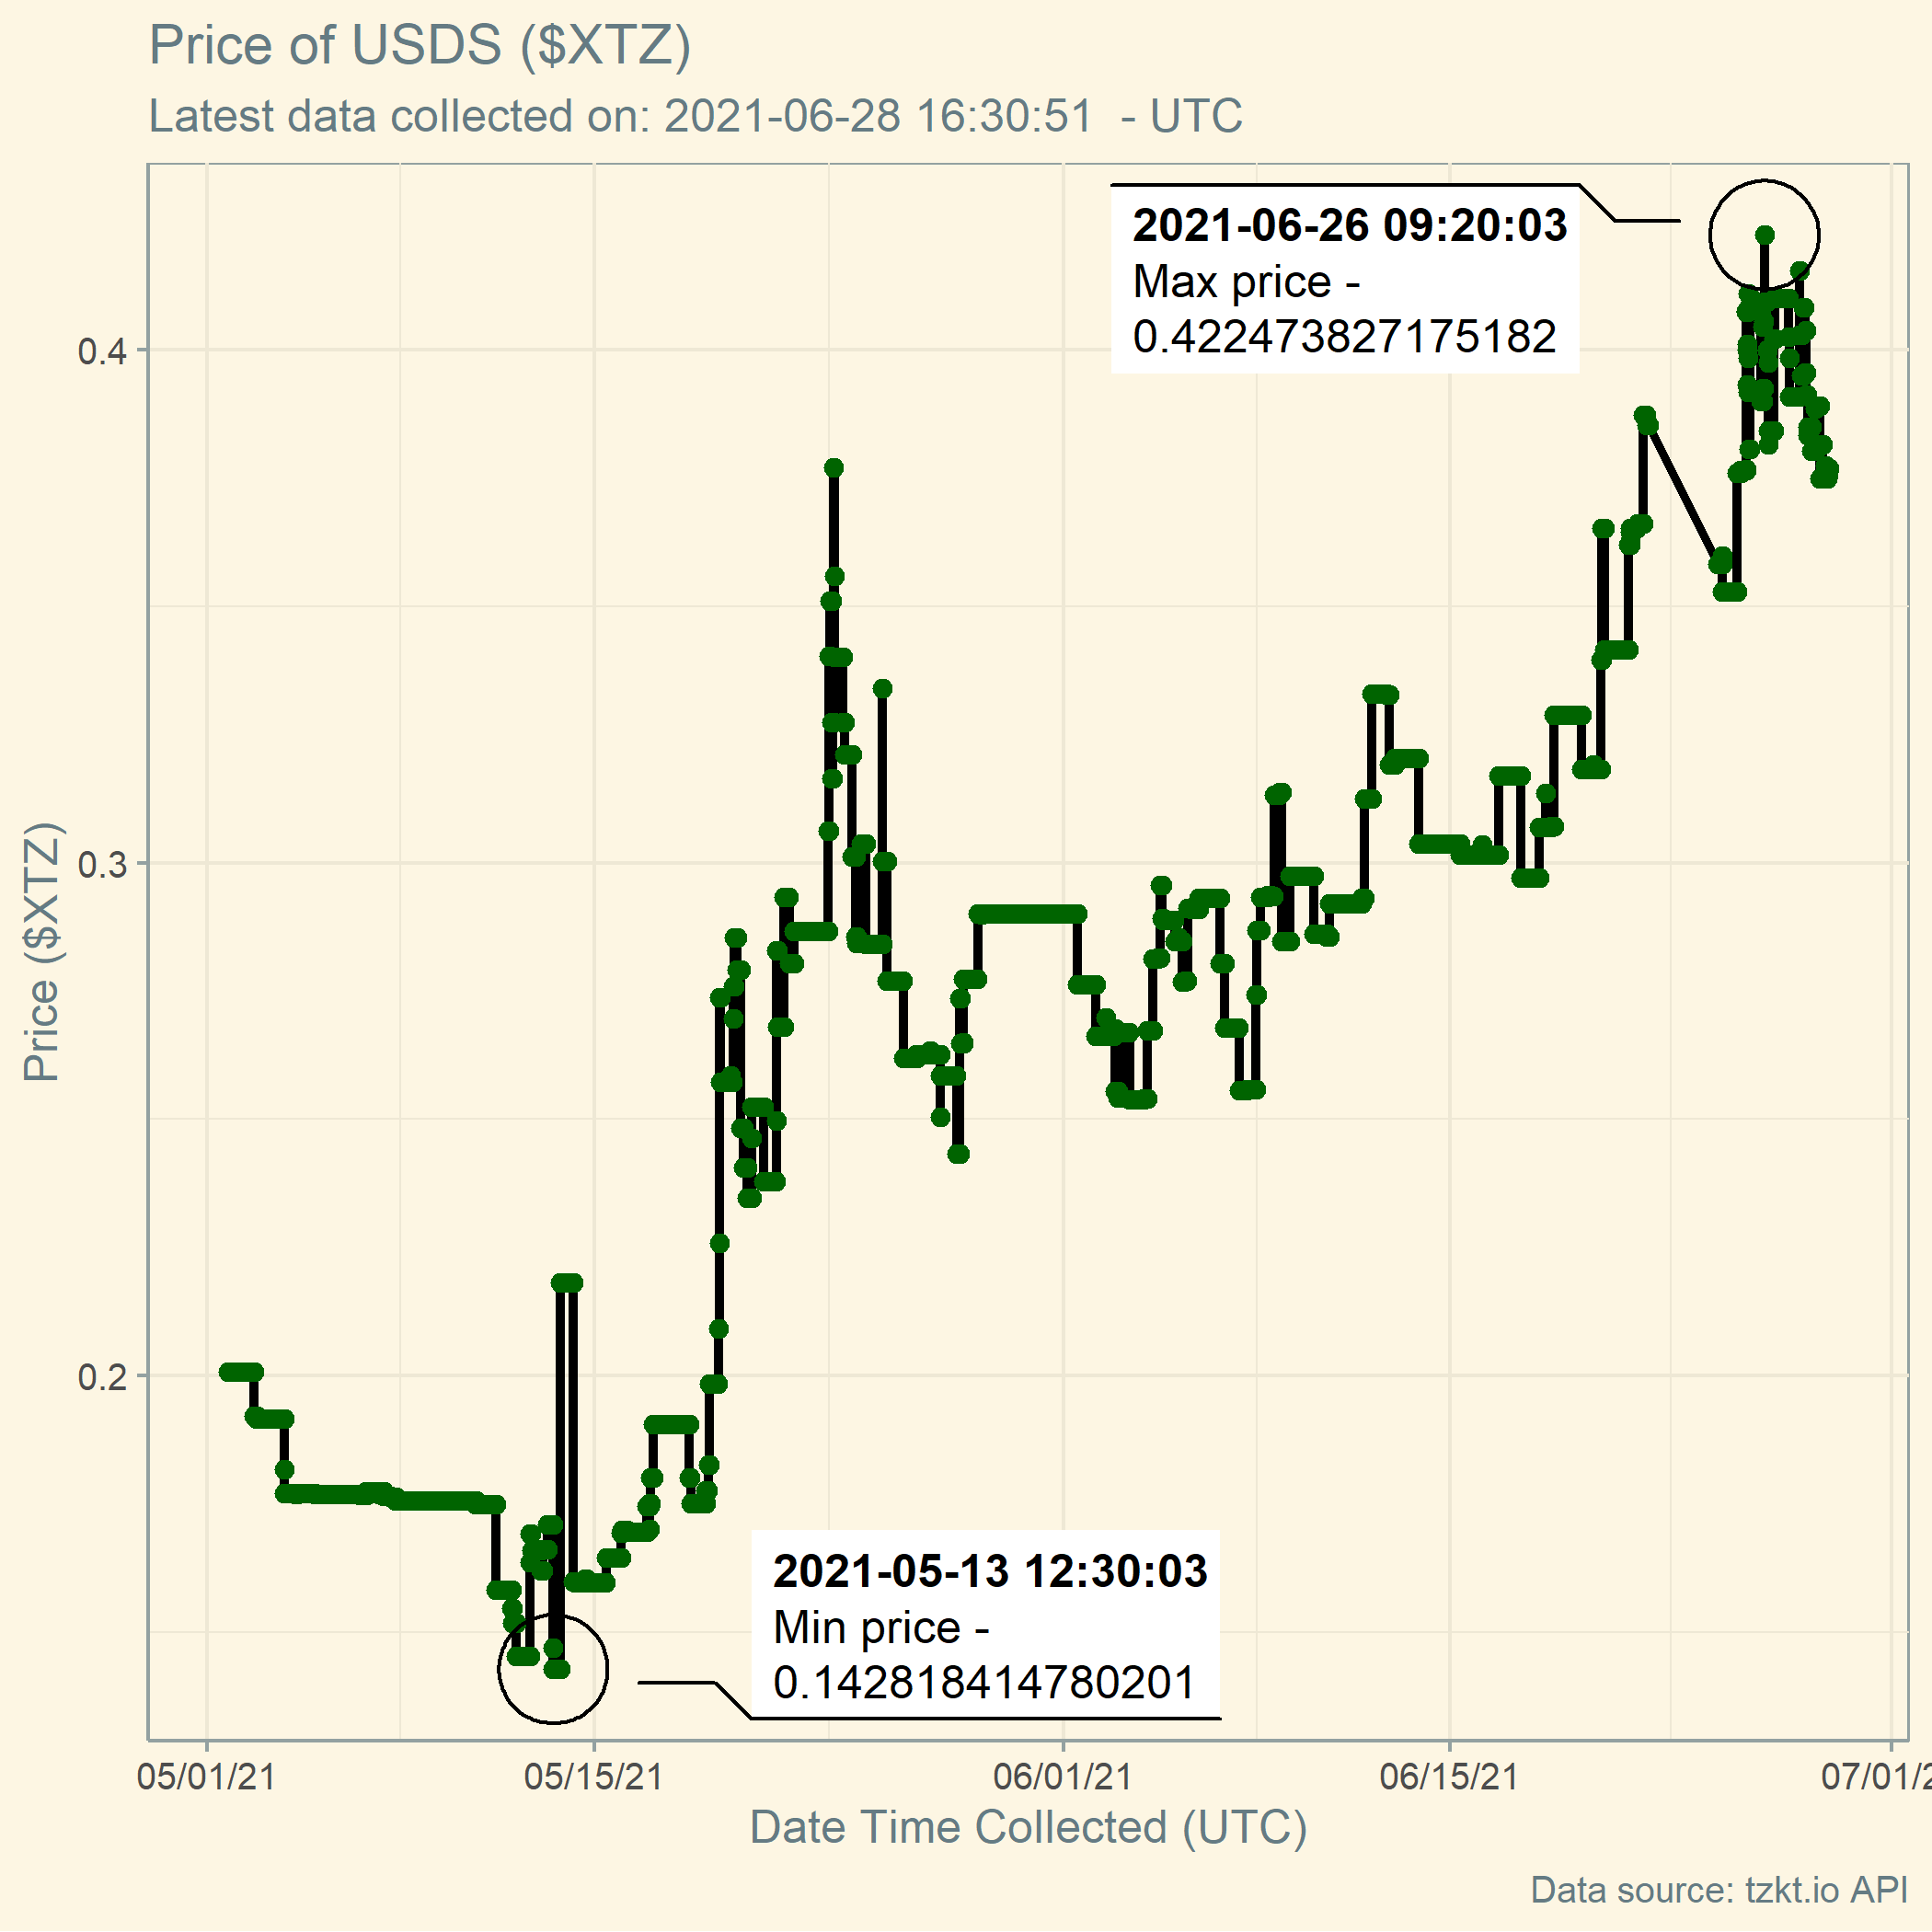 Price of USDS ($XTZ)
Latest data collected on: 2021-06-28 16:30:51  - UTC
2021-06-26 09:20:03
Max price -
0.422473827175182
0.4
0.3
0.2
Price ($XTZ)
2021-05-13 12:30:03
Min price -
0.142818414780201
05/01/21
05/15/21
06/01/21
06/15/21
07/01/2
Date Time Collected (UTC)
Data source: tzkt.io API